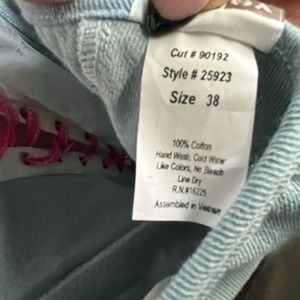 Cut # 90192
Style # 25923
Size 38
100% Cotton
Hand Wash, Cold Water
Like Colors, No Bleach
Line Dry
R.N.#16225
Assembled in Vietnam